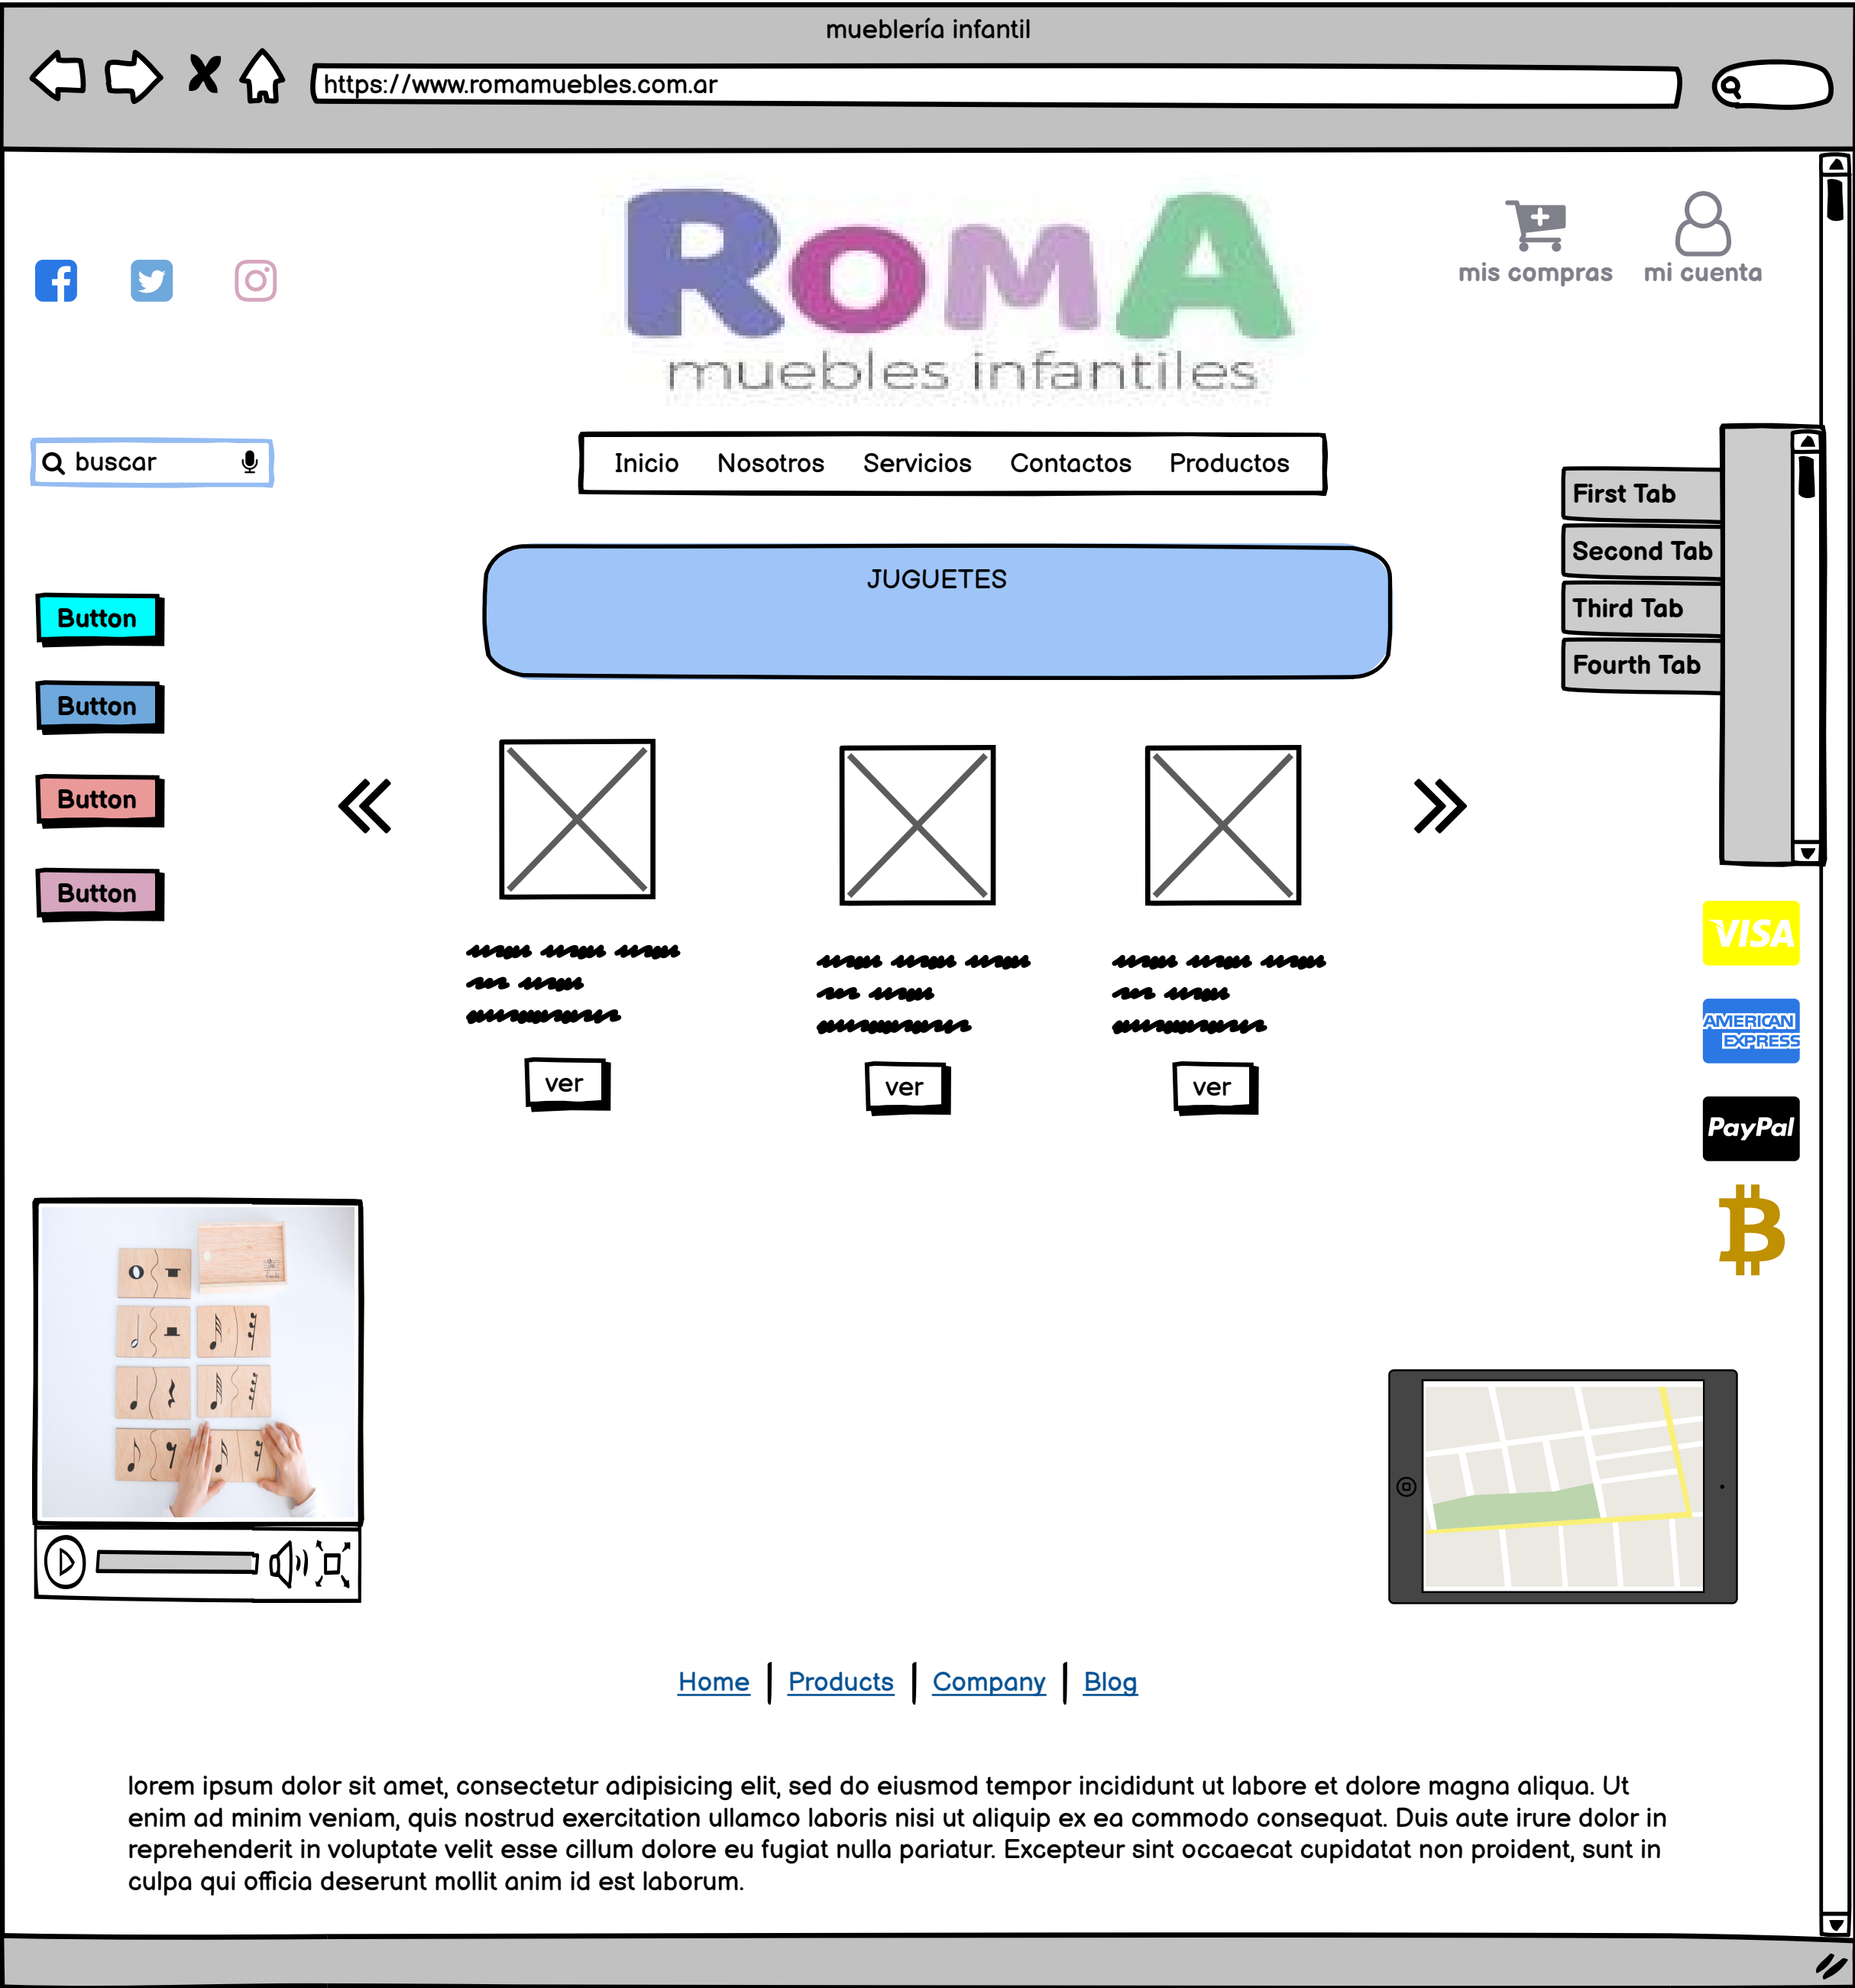 mueblería infantil
https://www.romamuebles.com.ar
RomA
muebles infantiles
mis compras
mi cuenta
buscar
Inicio Nosotros Servicios Contactos Productos
First Tab
Second Tab
Third Tab
Fourth Tab
JUGUETES
Button
Button
Button
Button
ver
ver
ver
VISA
AMERICAN
EXPRESS
PayPal
Home Products Company Blog
lorem ipsum dolor sit amet, consectetur adipisicing elit, sed do eiusmod tempor incididunt ut labore et dolore magna aliqua. Ut
enim ad minim veniam, quis nostrud exercitation ullamco laboris nisi ut aliquip ex ea commodo consequat. Duis aute irure dolor in
reprehenderit in voluptate velit esse cillum dolore eu fugiat nulla pariatur. Excepteur sint occaecat cupidatat non proident, sunt in
culpa qui officia deserunt mollit anim id est laborum.